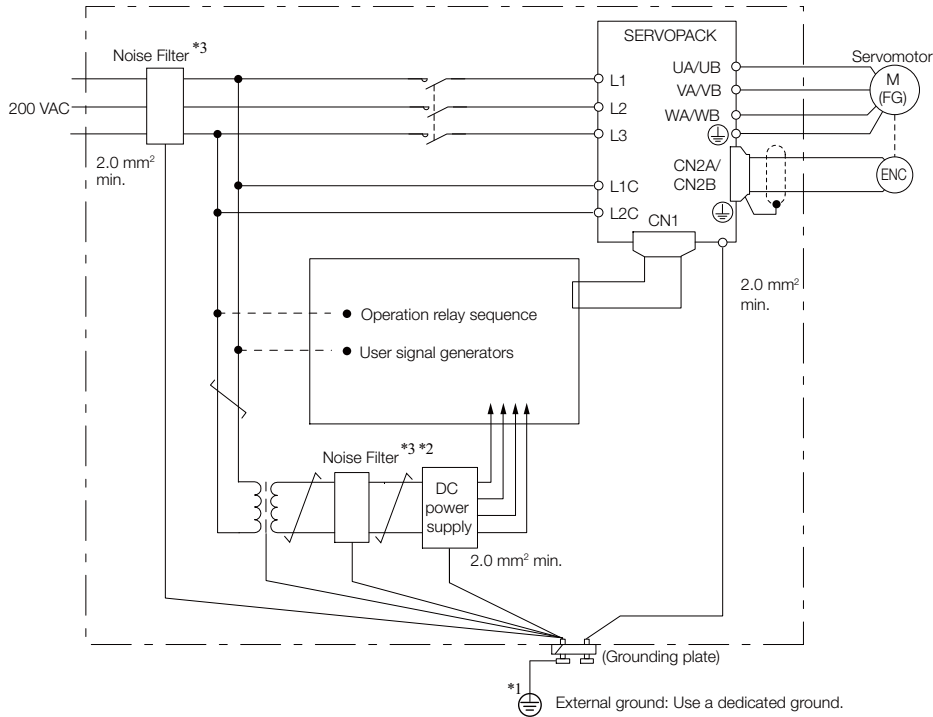 SERVOPACK
Noise Filter *3
Servomotor
L1
UA/UB
M
(FG)
VA/VB
200 VAC
L2
WA/WB
L3
2.0 mm² min.
CN2A/
CN2B
ENC
L1C
L2C
CN1
2.0 mm² min.
Operation relay sequence
User signal generators
Noise Filter *3 *2
DC
power
supply
2.0 mm² min.
(Grounding plate)
*1
External ground: Use a dedicated ground.